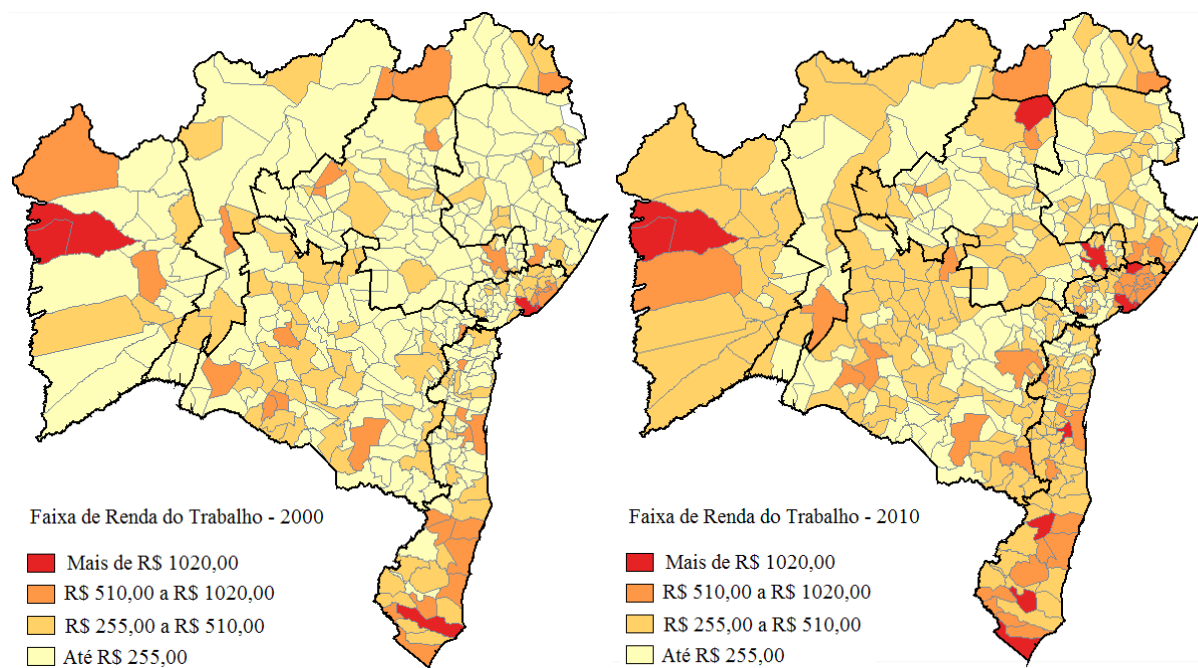 Faixa de Renda do Trabalho - 2000
Mais de R$ 1020,00
R$ 510,00 a R$ 1020,00
R$ 255,00 a R$ 510,00
Até R$ 255,00
Faixa de Renda do Trabalho - 2010
Mais de R$ 1020,00
R$ 510,00 a R$ 1020,00
R$ 255,00 a R$ 510,00
Até R$ 255,00